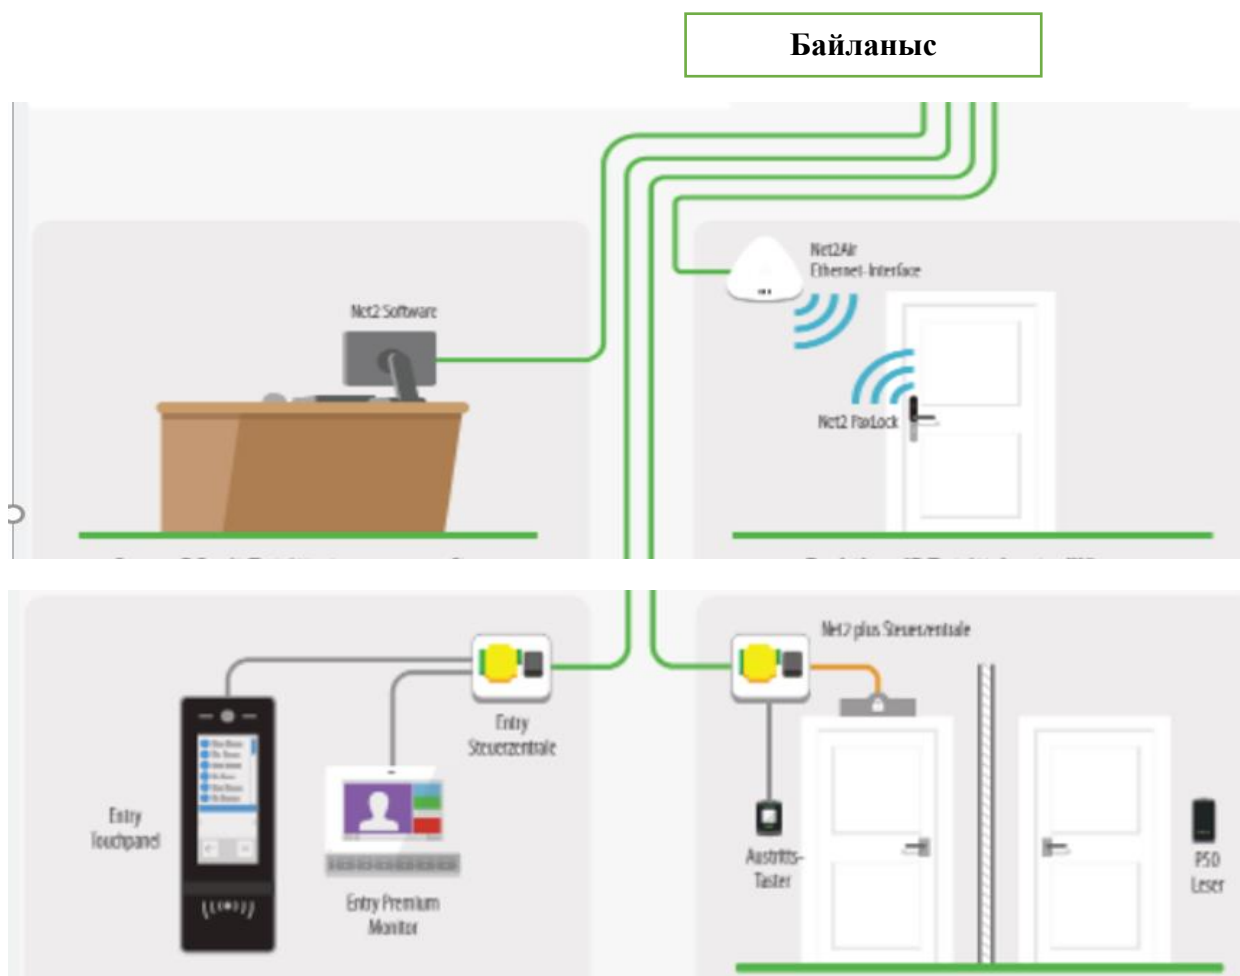 Байланыс
Net2Air
Ethernet-Interface
Net2 Software
Net2 PaxLock
Net2 plus Steuerzentrale
Entry
Steuerzentrale
Entry
Touchpanel
Entry Premium
Monitor
Austritts-
Taster
P50
Leser